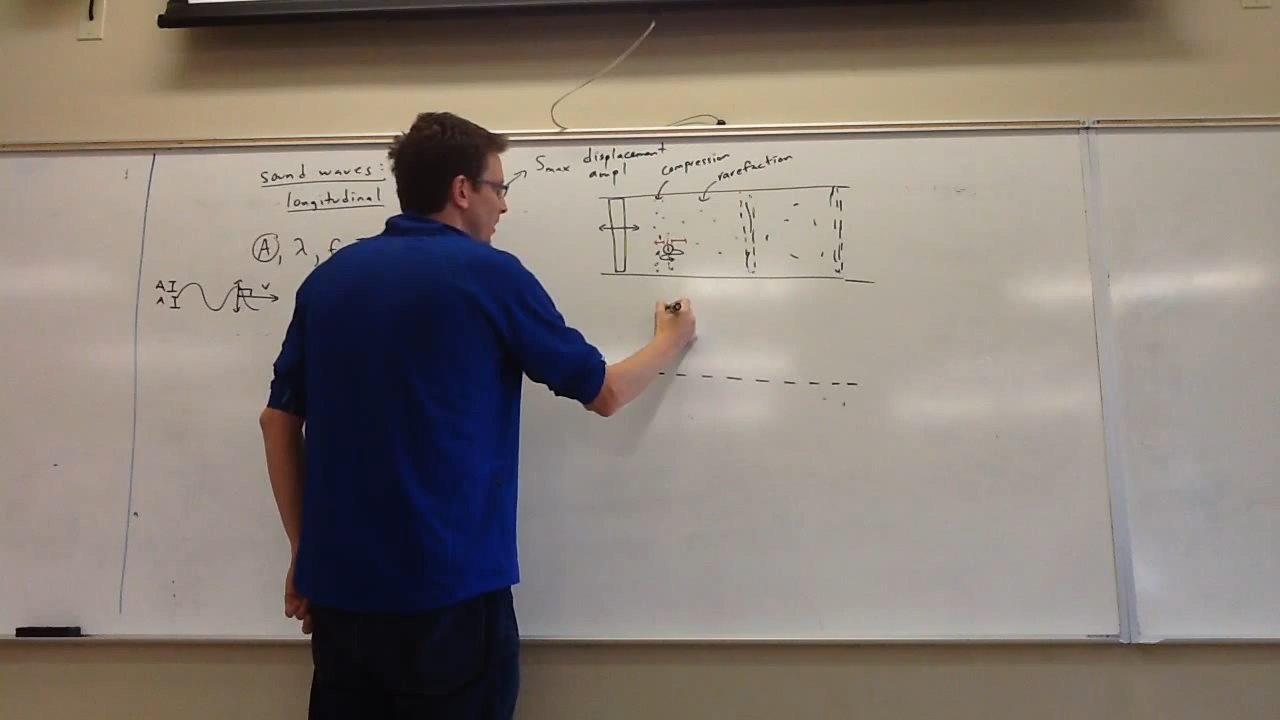 sound waves:
longitudinal
A, λ, f
A
A
v
Smax displacement
ampl
compression
rarefaction